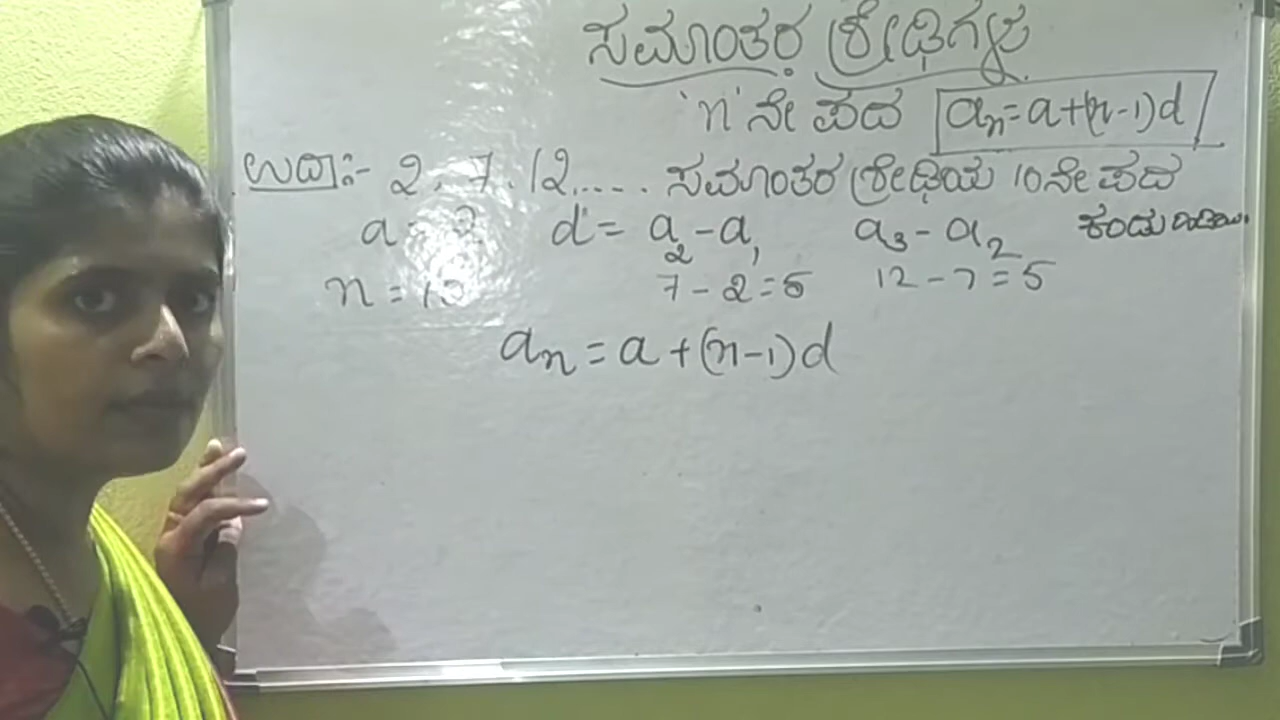 ಸಮಾಂತರ ಶ್ರೇಢಿಗಳು
'n' ನೇ ಪದ aₙ=a+(n-1)d
ಉದಾ:- 2, 7, 12,.... ಸಮಾಂತರ ಶ್ರೇಢಿಯ 10ನೇ ಪದ
ಕಂಡು ಹಿಡಿಯಿರಿ.
a = 2 d = a₂ - a₁ a₃ - a₂
n = 10 7 - 2 = 5 12 - 7 = 5
aₙ = a + (n-1)d